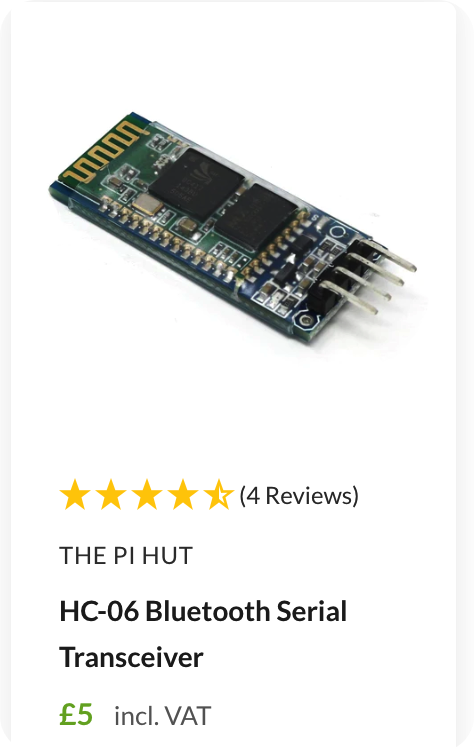 (4 Reviews)
THE PI HUT
HC-06 Bluetooth Serial
Transceiver
£5 incl. VAT